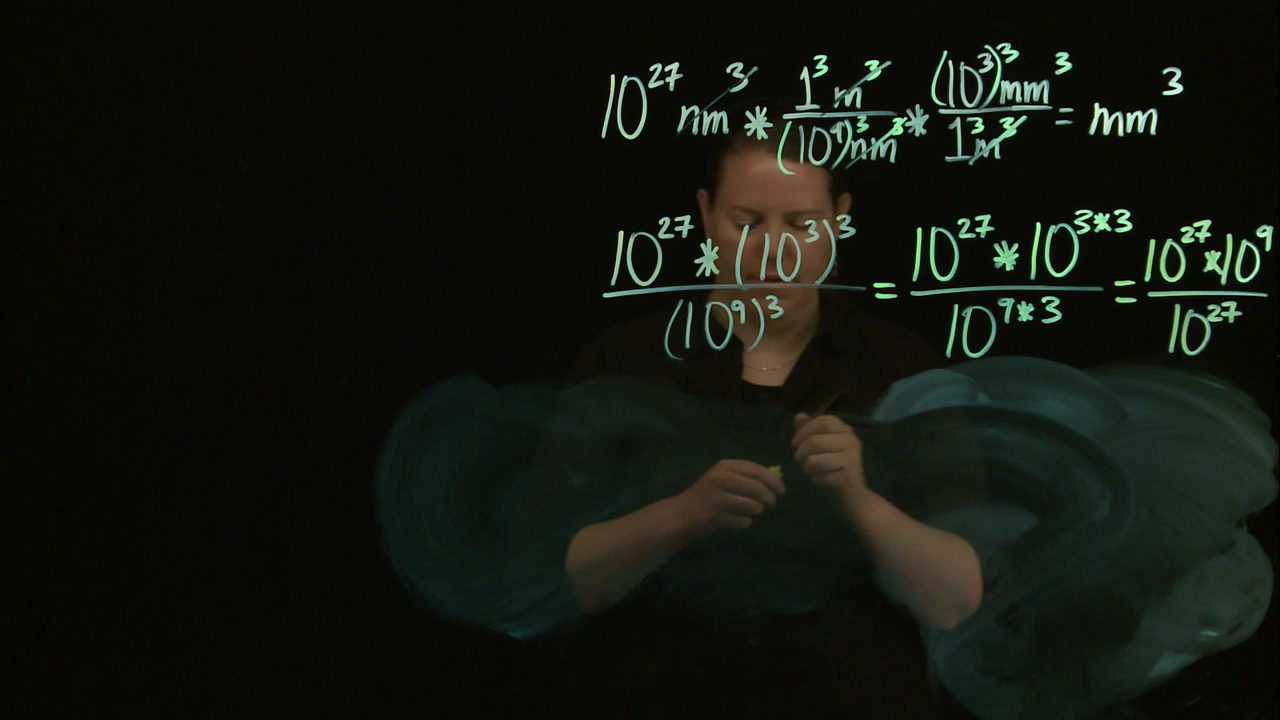 10^27 nm^3 * 1^3 m^3 / (10^9)^3 nm^3 * (10^3)^3 mm^3 / 1^3 m^3 = mm^3
10^27 * (10^3)^3 / (10^9)^3 = 10^27 * 10^3*3 / 10^9*3 = 10^27 * 10^9 / 10^27